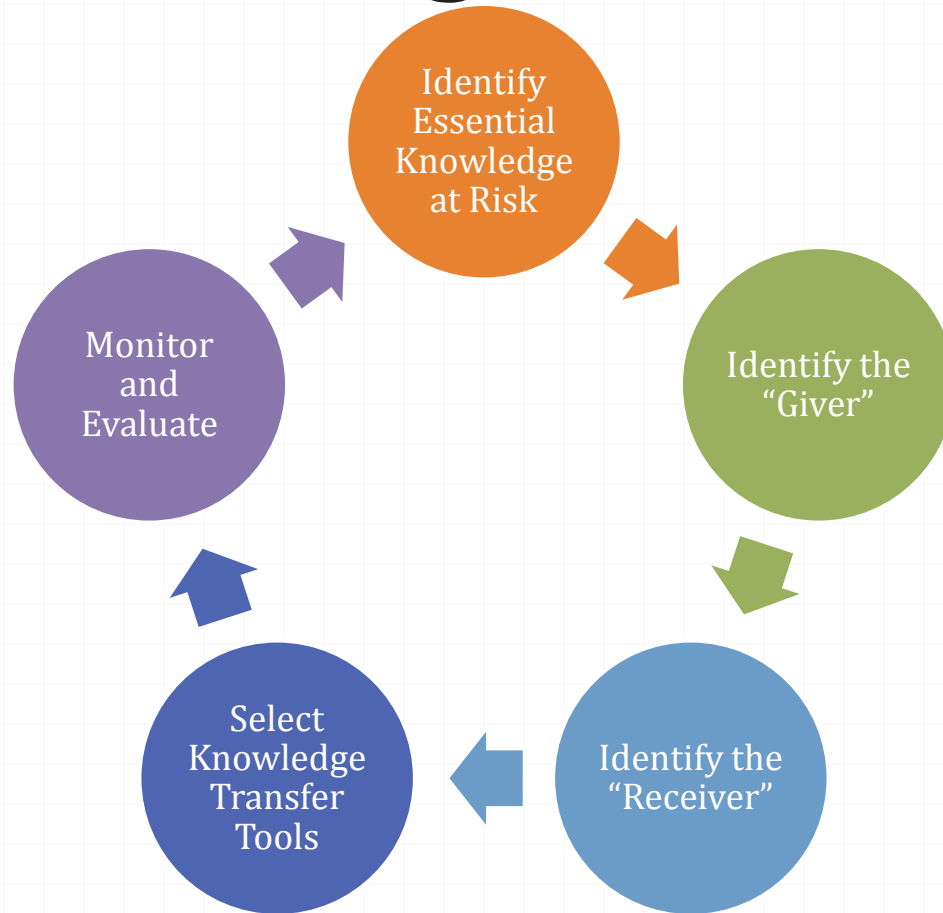 Identify
Essential
Knowledge
at Risk
Identify the
“Giver”
Identify the
“Receiver”
Select
Knowledge
Transfer
Tools
Monitor
and
Evaluate